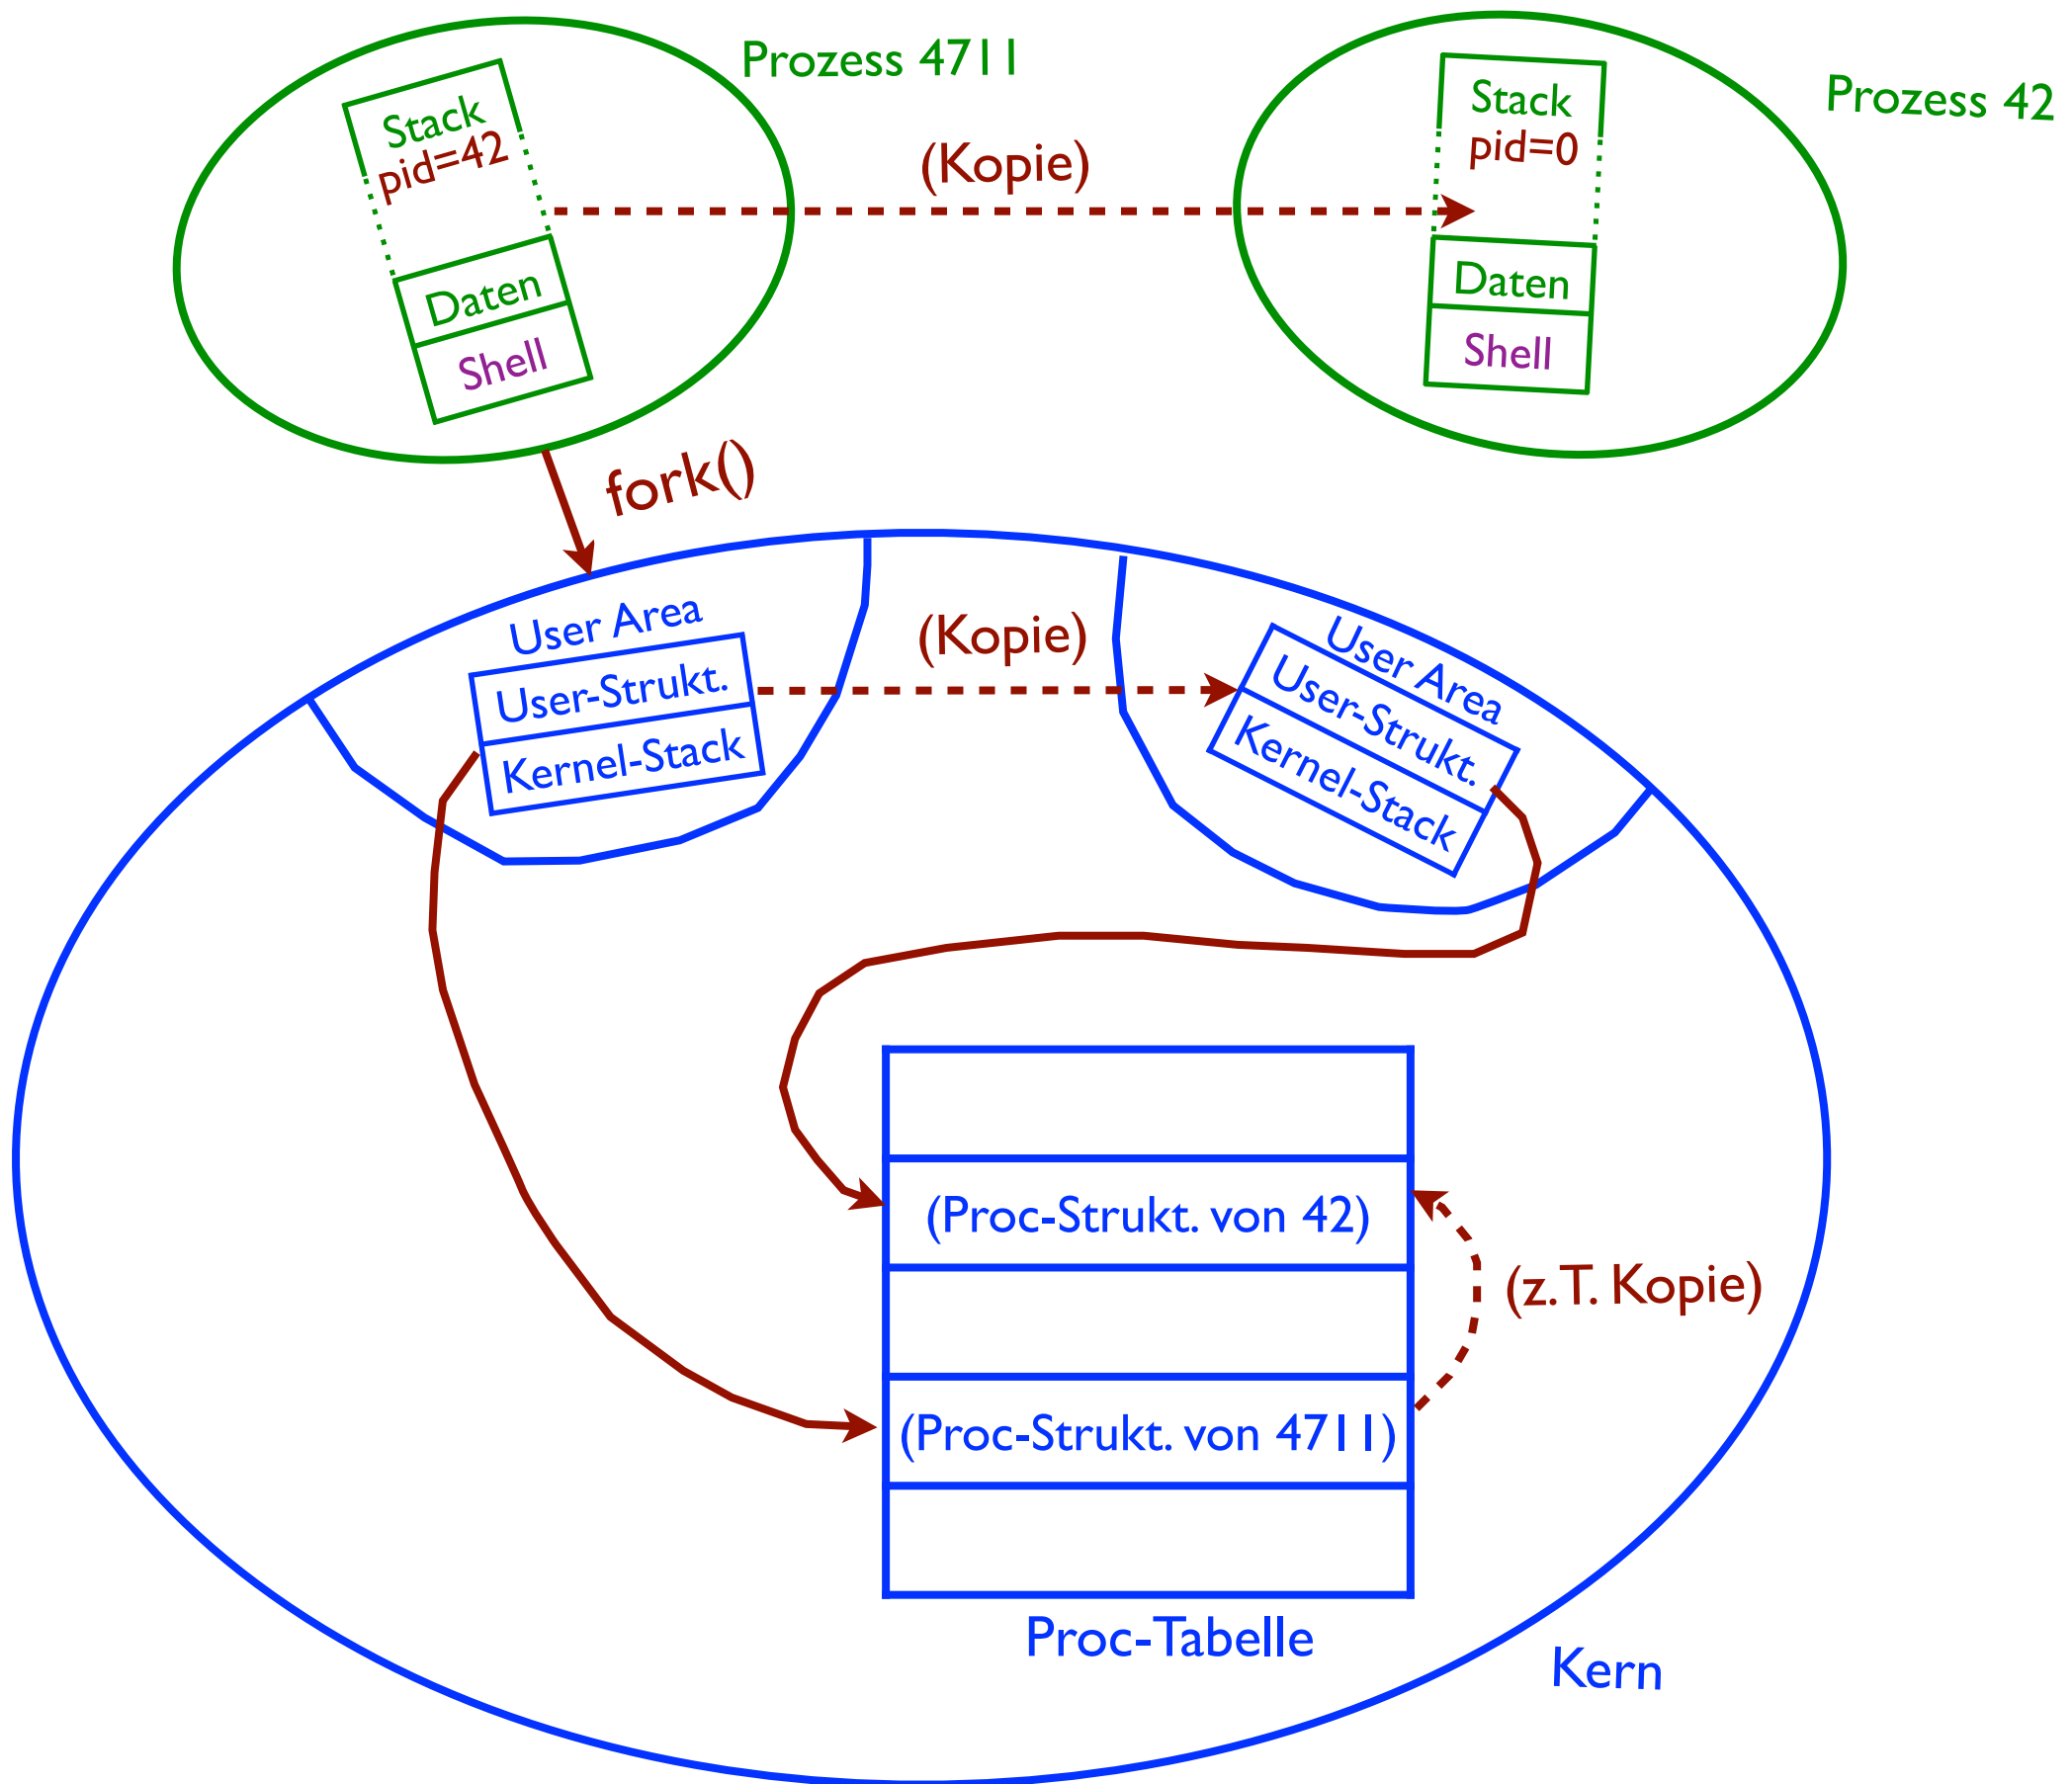 Prozess 4711
Stack
pid=42
Daten
Shell
(Kopie)
Prozess 42
Stack
pid=0
Daten
Shell
fork()
User Area
User-Strukt.
Kernel-Stack
(Kopie)
User Area
User-Strukt.
Kernel-Stack
(Proc-Strukt. von 42)
(z.T. Kopie)
(Proc-Strukt. von 4711)
Proc-Tabelle
Kern